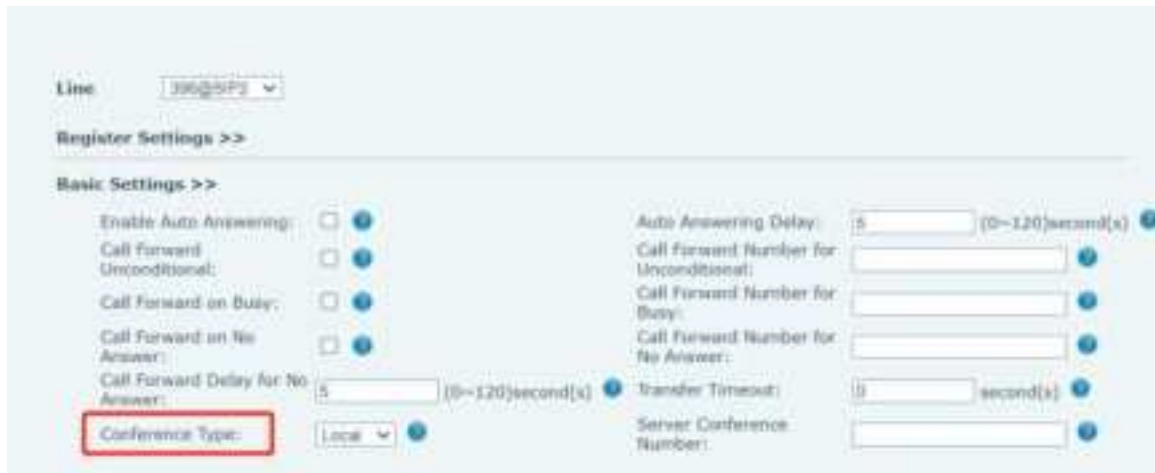 Line
Register Settings >>
Basic Settings >>
Enable Auto Answering:
Auto Answering Delay: 5 (0~120)second(s)
Call Forward Unconditional:
Call Forward Number for Unconditional:
Call Forward on Busy:
Call Forward Number for Busy:
Call Forward on No Answer:
Call Forward Number for No Answer:
Call Forward Delay for No Answer: 5 (0~120)second(s)
Transfer Timeout: 0 second(s)
Conference Type: Local
Server Conference Number: